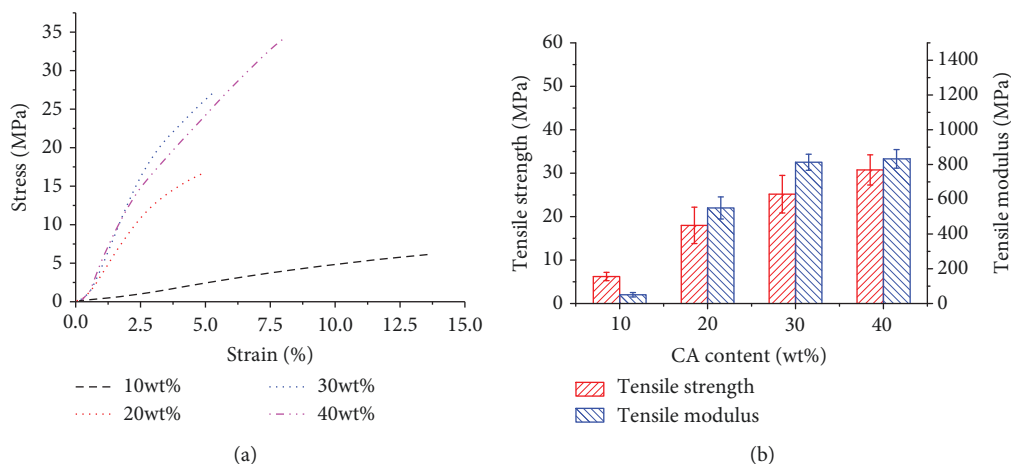 35
30
25
20
15
10
5
0
Stress (MPa)
0.0 2.5 5.0 7.5 10.0 12.5 15.0
Strain (%)
10wt% 30wt%
20wt% 40wt%
(a)
60
50
40
30
20
10
0
Tensile strength (MPa)
1400
1200
1000
800
600
400
200
0
Tensile modulus (MPa)
10 20 30 40
CA content (wt%)
Tensile strength
Tensile modulus
(b)